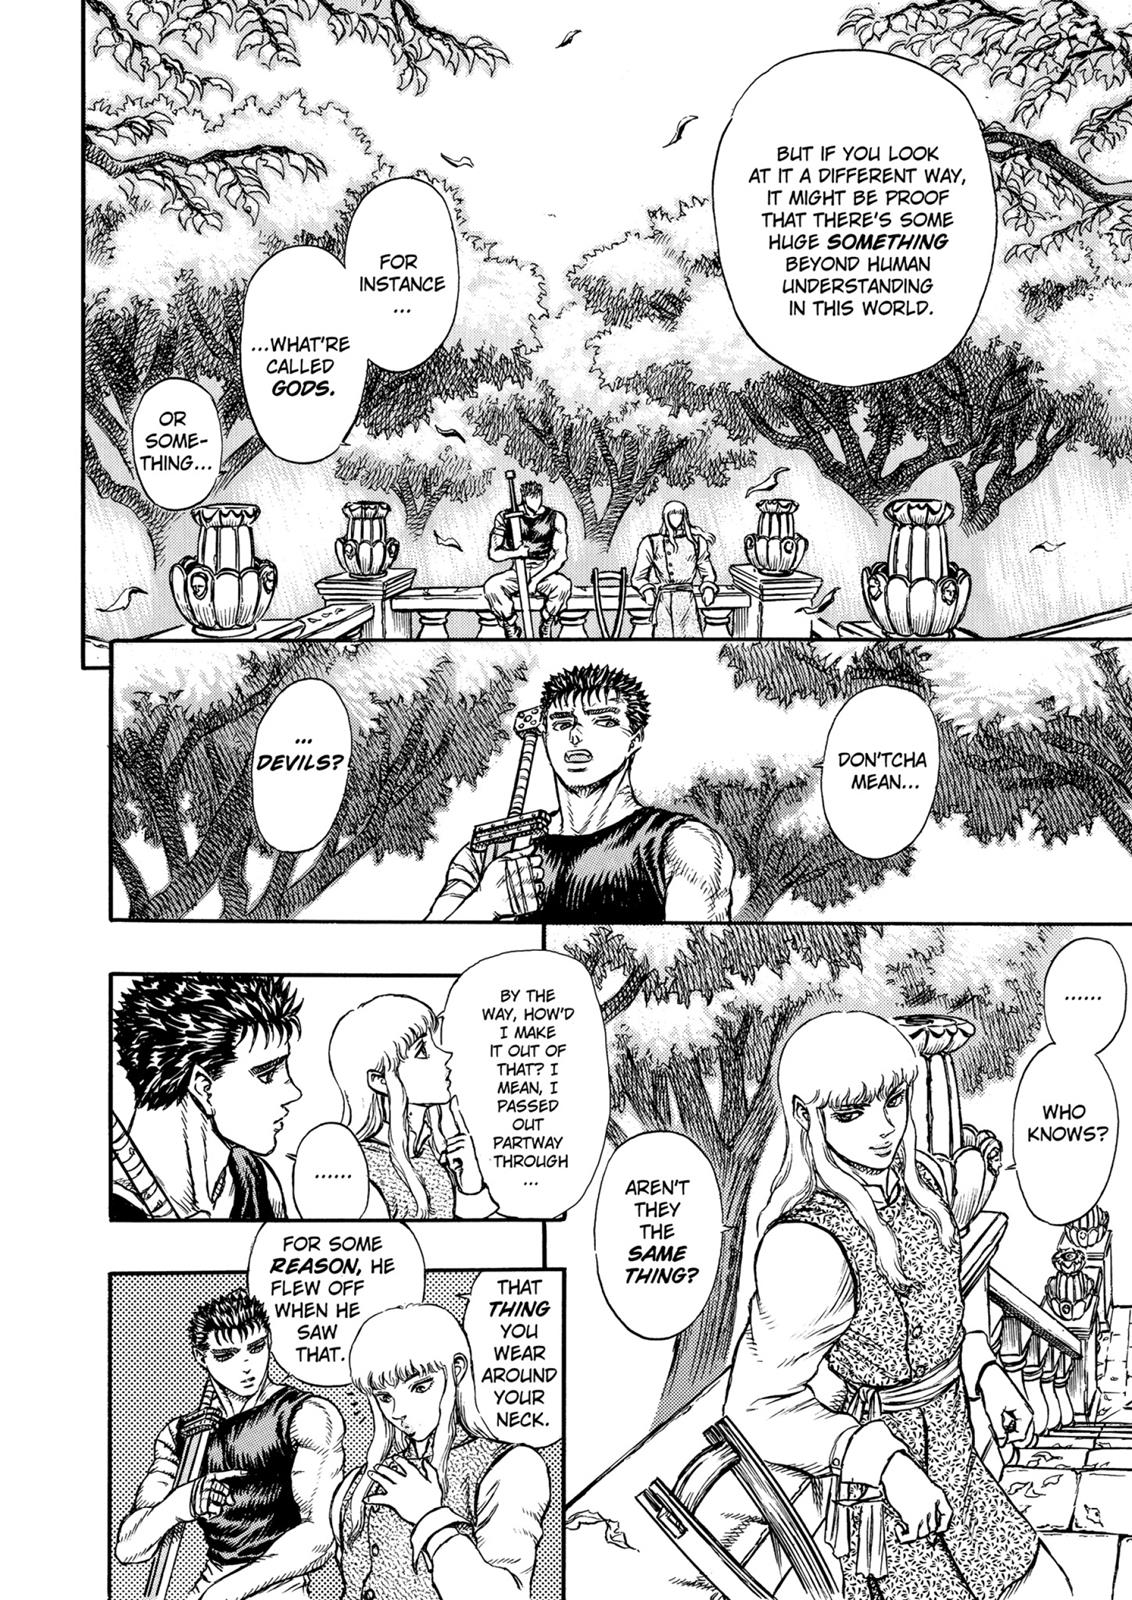 BUT IF YOU LOOK
AT IT A DIFFERENT WAY,
IT MIGHT BE PROOF
THAT THERE'S SOME
HUGE SOMETHING
BEYOND HUMAN
UNDERSTANDING
IN THIS WORLD.
FOR
INSTANCE
...
...WHAT'RE
CALLED
GODS.
OR
SOME-
THING...
DON'TCHA
MEAN...
...
DEVILS?
......
WHO
KNOWS?
AREN'T
THEY
THE
SAME
THING?
BY THE
WAY, HOW'D
I MAKE
IT OUT OF
THAT? I
MEAN, I
PASSED
OUT
PARTWAY
THROUGH
...
......
THAT
THING
YOU
WEAR
AROUND
YOUR
NECK.
FOR SOME
REASON, HE
FLEW OFF
WHEN HE
SAW
THAT.